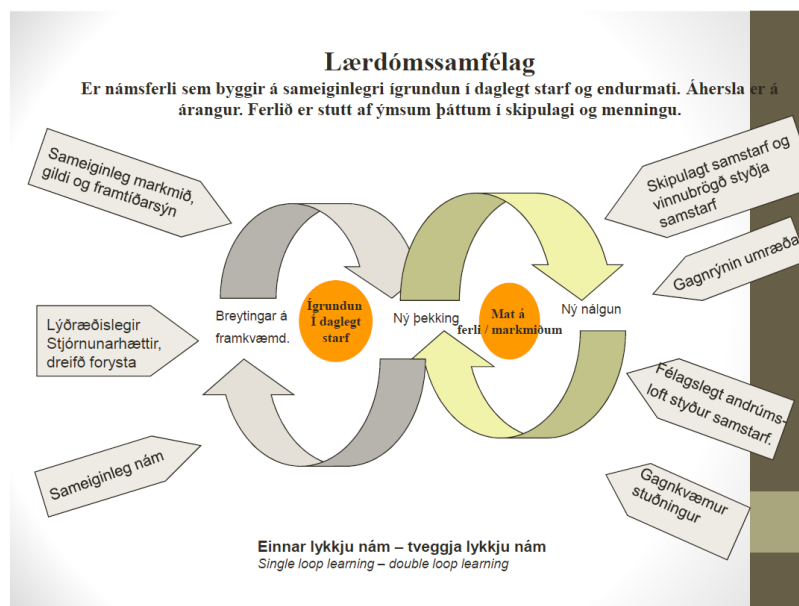 Lærdómssamfélag
Er námsferli sem byggir á sameiginlegri ígrundun í daglegt starf og endurmati. Áhersla er á
árangur. Ferlið er stutt af ýmsum þáttum í skipulagi og menningu.
Sameiginleg markmið,
gildi og framtíðarsýn
Skipulagt samstarf og
vinnubrögð styðja
samstarf
Gagnrýnin umræða
Lýðræðislegir
Stjórnunarhættir,
dreifð forysta
Breytingar á
framkvæmd.
Ígrundun
Í daglegt
starf
Ný þekking
Mat á
ferli / markmiðum
Ný nálgun
Félagslegt andrúms-
loft styður samstarf.
Sameiginleg nám
Gagnkvæmur
stuðningur
Einnar lykkju nám – tveggja lykkju nám
Single loop learning – double loop learning